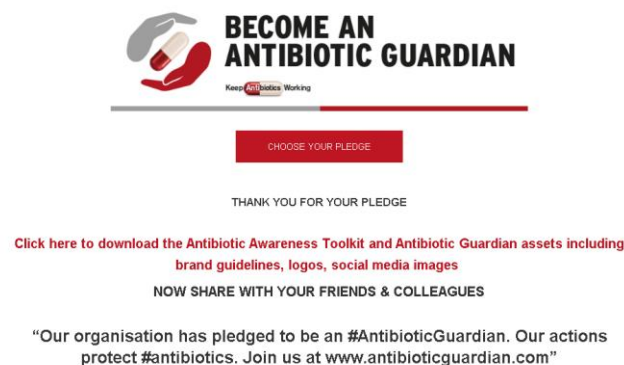 BECOME AN
ANTIBIOTIC GUARDIAN
Keep Antibiotics Working
CHOOSE YOUR PLEDGE
THANK YOU FOR YOUR PLEDGE
Click here to download the Antibiotic Awareness Toolkit and Antibiotic Guardian assets including
brand guidelines, logos, social media images
NOW SHARE WITH YOUR FRIENDS & COLLEAGUES
“Our organisation has pledged to be an #AntibioticGuardian. Our actions
protect #antibiotics. Join us at www.antibioticguardian.com”